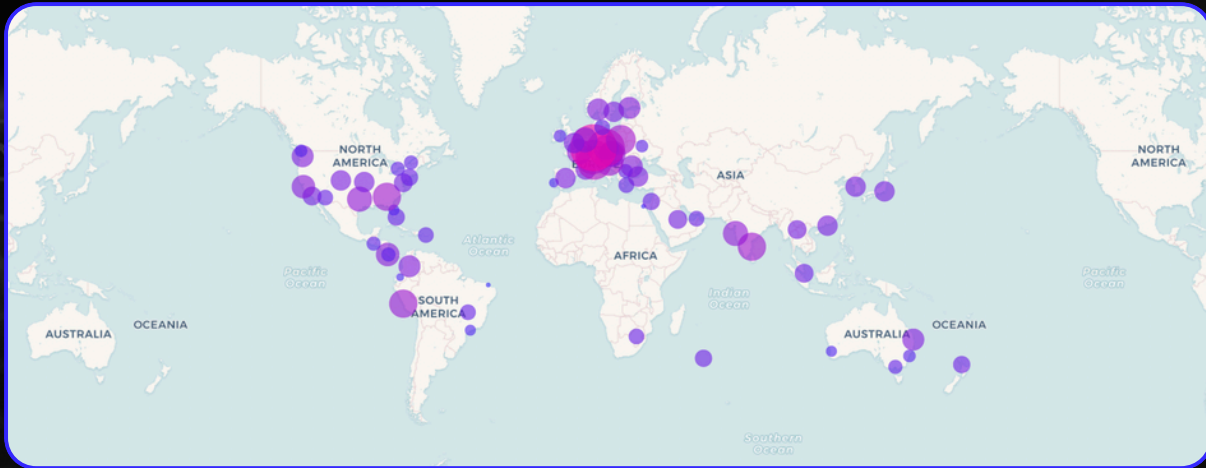 NORTH
AMERICA
NORTH
AMERICA
ASIA
Atlantic
Ocean
AFRICA
Pacific
Ocean
Pacific
Ocean
Indian
Ocean
SOUTH
AMERICA
OCEANIA
OCEANIA
AUSTRALIA
AUSTRALIA
Southern
Ocean